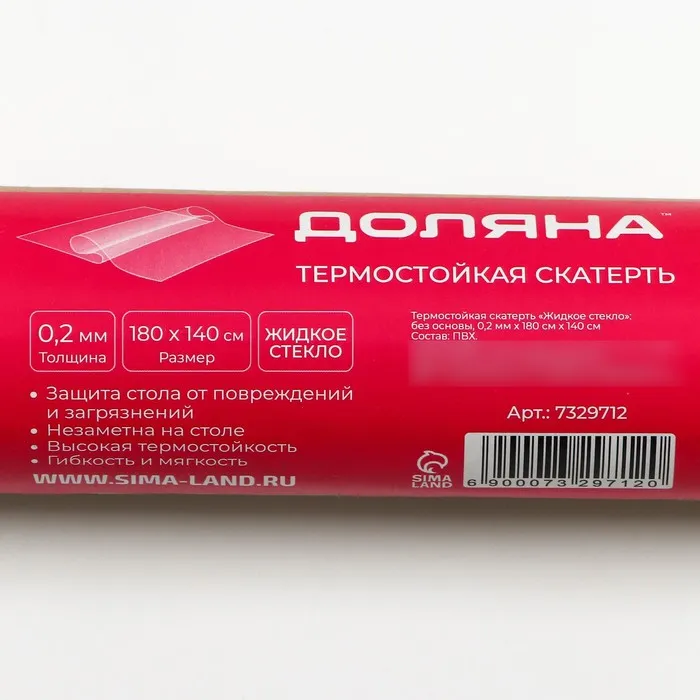 ДОЛЯНА™
ТЕРМОСТОЙКАЯ СКАТЕРТЬ
0,2 мм
Толщина
180 х 140 см
Размер
ЖИДКОЕ
СТЕКЛО
Термостойкая скатерть «Жидкое стекло»:
без основы, 0,2 мм х 180 см х 140 см
Состав: ПВХ.
• Защита стола от повреждений
и загрязнений
• Незаметна на столе
• Высокая термостойкость
• Гибкость и мягкость
WWW.SIMA-LAND.RU
Арт.: 7329712
SIMA
LAND
6 900073 297120